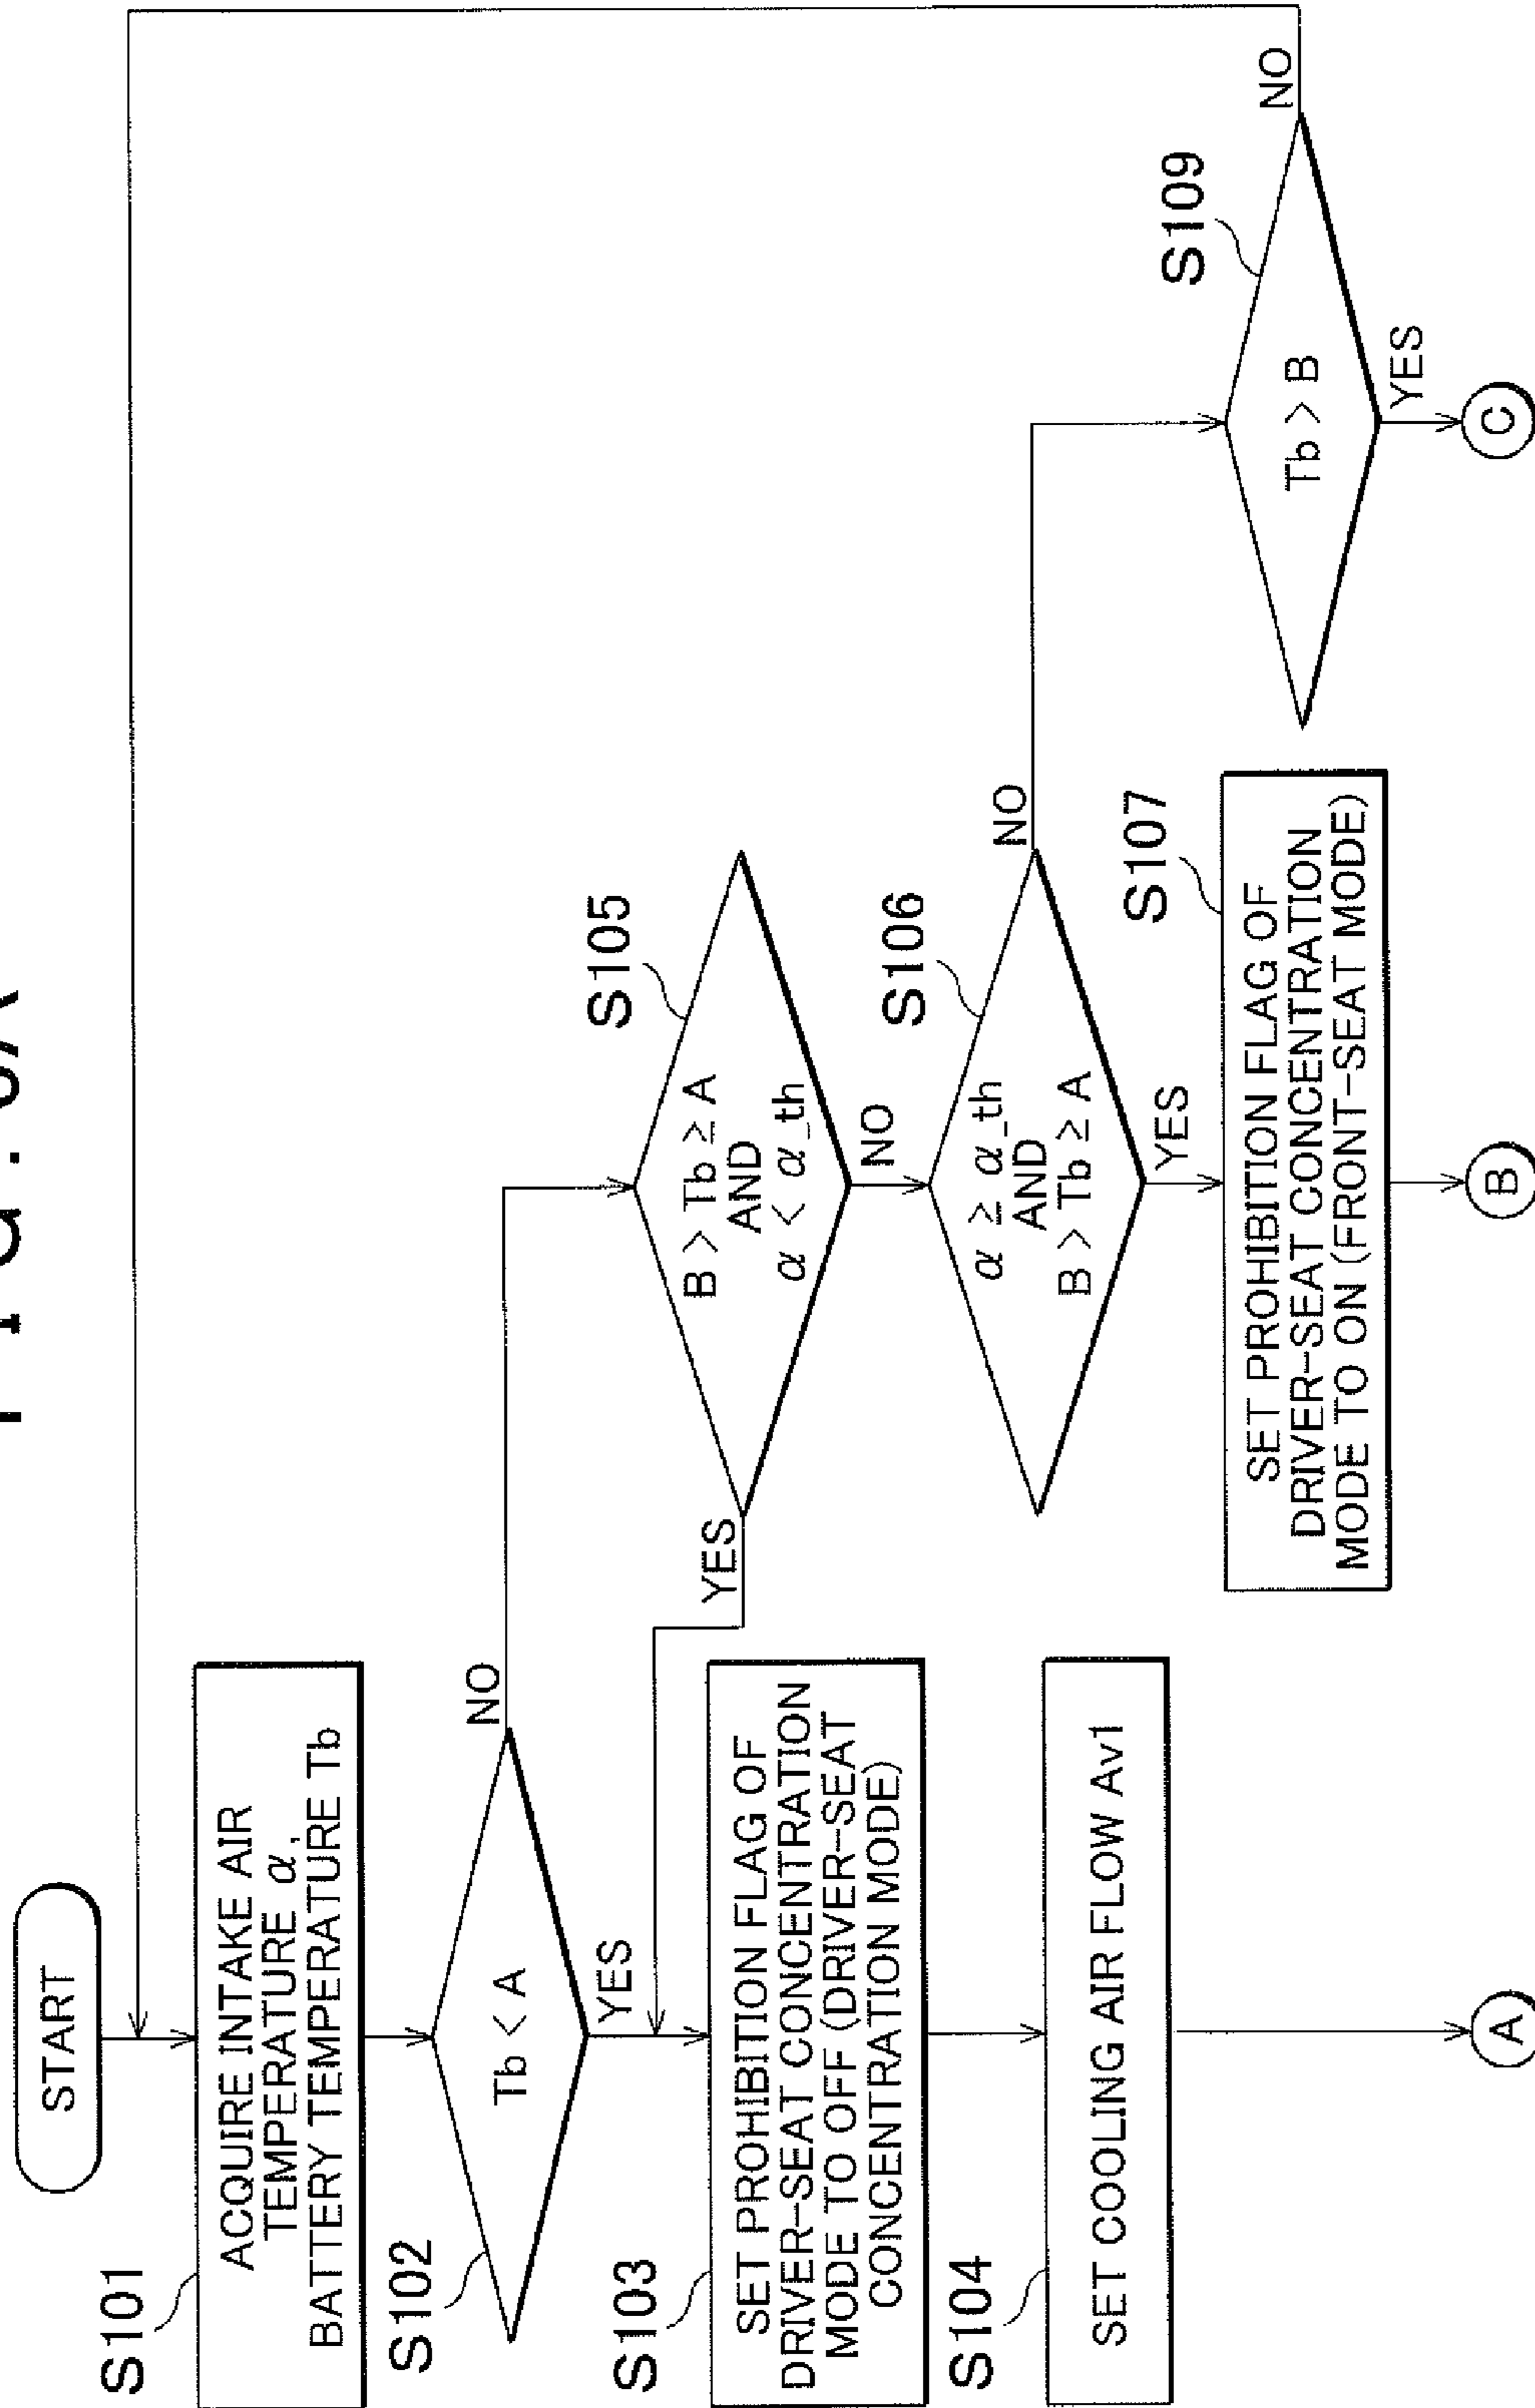 START
S101
ACQUIRE INTAKE AIR
TEMPERATURE α,
BATTERY TEMPERATURE Tb
S102
Tb < A
NO
YES
S103
SET PROHIBITION FLAG OF
DRIVER-SEAT CONCENTRATION
MODE TO OFF (DRIVER-SEAT
CONCENTRATION MODE)
S104
SET COOLING AIR FLOW Av1
A
S105
B > Tb ≥ A
AND
α < α_th
YES
NO
S106
α ≥ α_th
AND
B > Tb ≥ A
NO
YES
S107
SET PROHIBITION FLAG OF
DRIVER-SEAT CONCENTRATION
MODE TO ON (FRONT-SEAT MODE)
B
S109
Tb > B
NO
YES
C